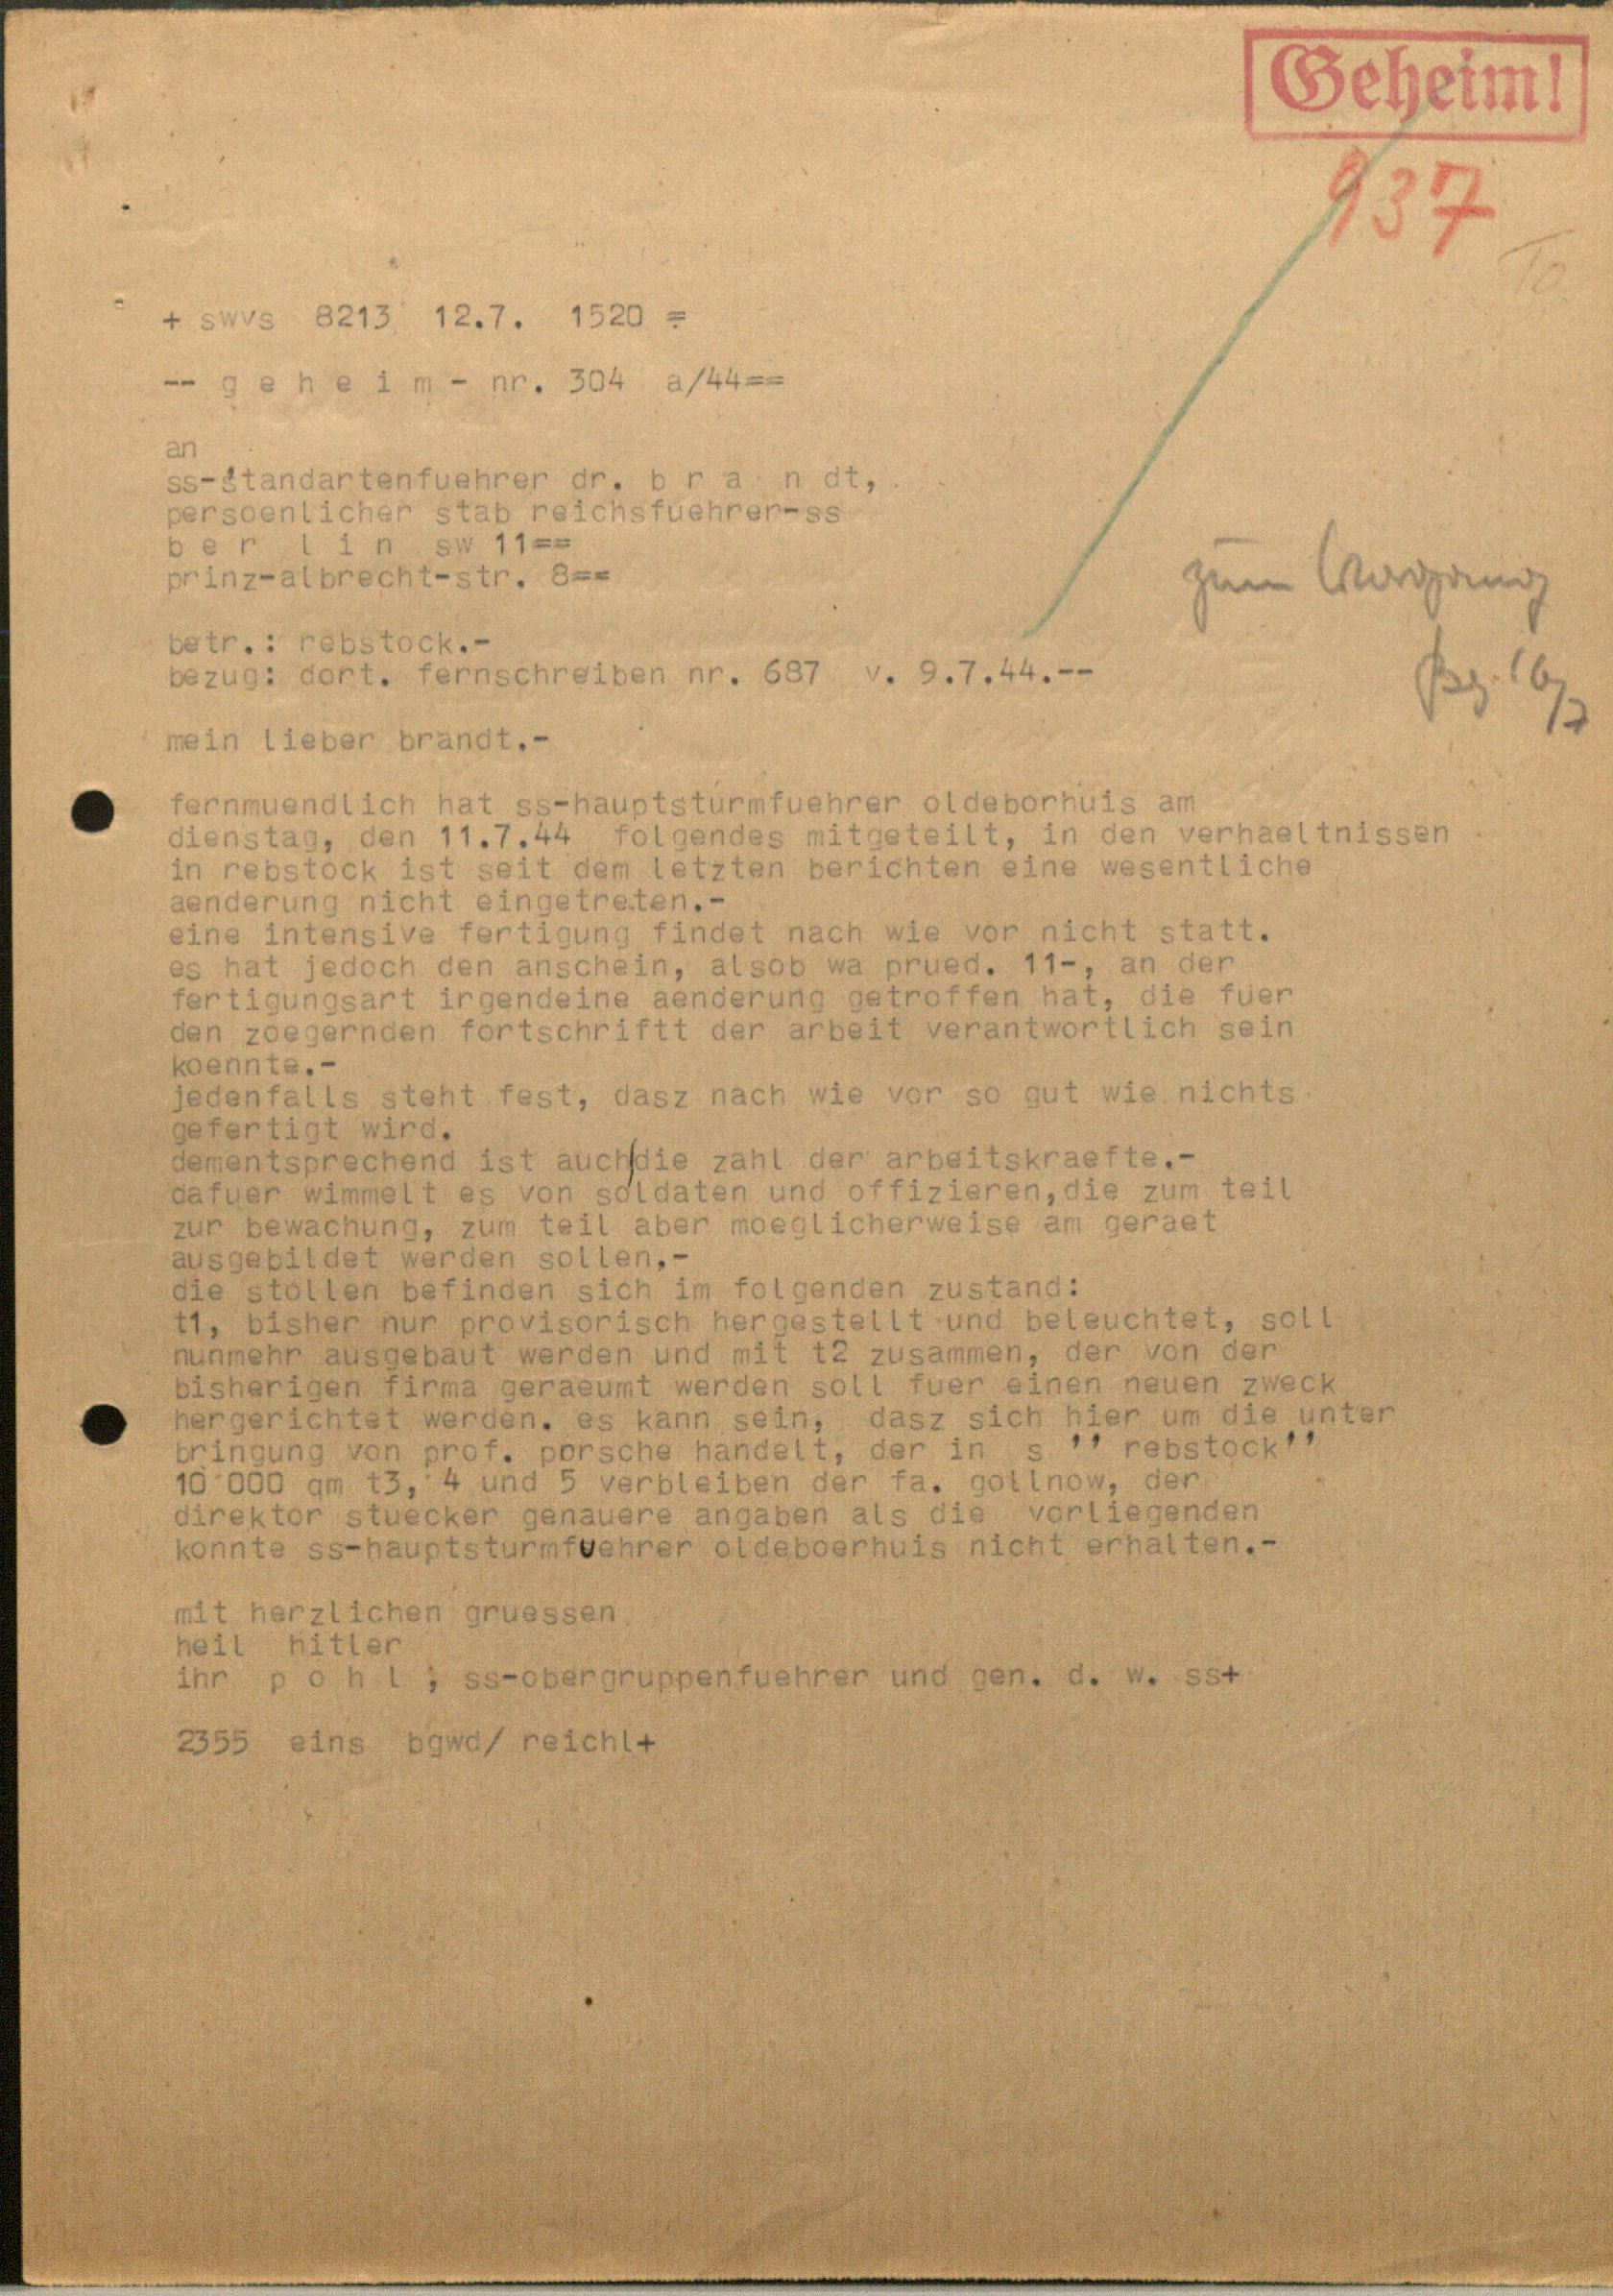 Geheim!
937
To
+ swvs 8213 12.7. 1520 =
-- g e h e i m - nr. 304 a/44==
an
ss-standartenfuehrer dr. b r a n dt,
persoenlicher stab reichsfuehrer-ss
b e r l i n sw 11==
prinz-albrecht-str. 8==
zum Vorgang
betr.: rebstock.-
bezug: dort. fernschreiben nr. 687 v. 9.7.44.--
16/7
mein lieber brandt.-
fernmuendlich hat ss-hauptsturmfuehrer oldeborhuis am
dienstag, den 11.7.44 folgendes mitgeteilt, in den verhaeltnissen
in rebstock ist seit dem letzten berichten eine wesentliche
aenderung nicht eingetreten.-
eine intensive fertigung findet nach wie vor nicht statt.
es hat jedoch den anschein, alsob wa prued. 11-, an der
fertigungsart irgendeine aenderung getroffen hat, die fuer
den zoegernden fortschriftt der arbeit verantwortlich sein
koennte.-
jedenfalls steht fest, dasz nach wie vor so gut wie nichts
gefertigt wird.
dementsprechend ist auch die zahl der arbeitskraefte.-
dafuer wimmelt es von soldaten und offizieren,die zum teil
zur bewachung, zum teil aber moeglicherweise am geraet
ausgebildet werden sollen,-
die stollen befinden sich im folgenden zustand:
t1, bisher nur provisorisch hergestellt und beleuchtet, soll
nunmehr ausgebaut werden und mit t2 zusammen, der von der
bisherigen firma geraeumt werden soll fuer einen neuen zweck
hergerichtet werden. es kann sein, dasz sich hier um die unter
bringung von prof. porsche handelt, der in s '' rebstock''
10 000 qm t3, 4 und 5 verbleiben der fa. gollnow, der
direktor stuecker genauere angaben als die vorliegenden
konnte ss-hauptsturmfuehrer oldeboerhuis nicht erhalten.-
mit herzlichen gruessen
heil hitler
ihr p o h l , ss-obergruppenfuehrer und gen. d. w. ss+
2355 eins bgwd/ reichl+